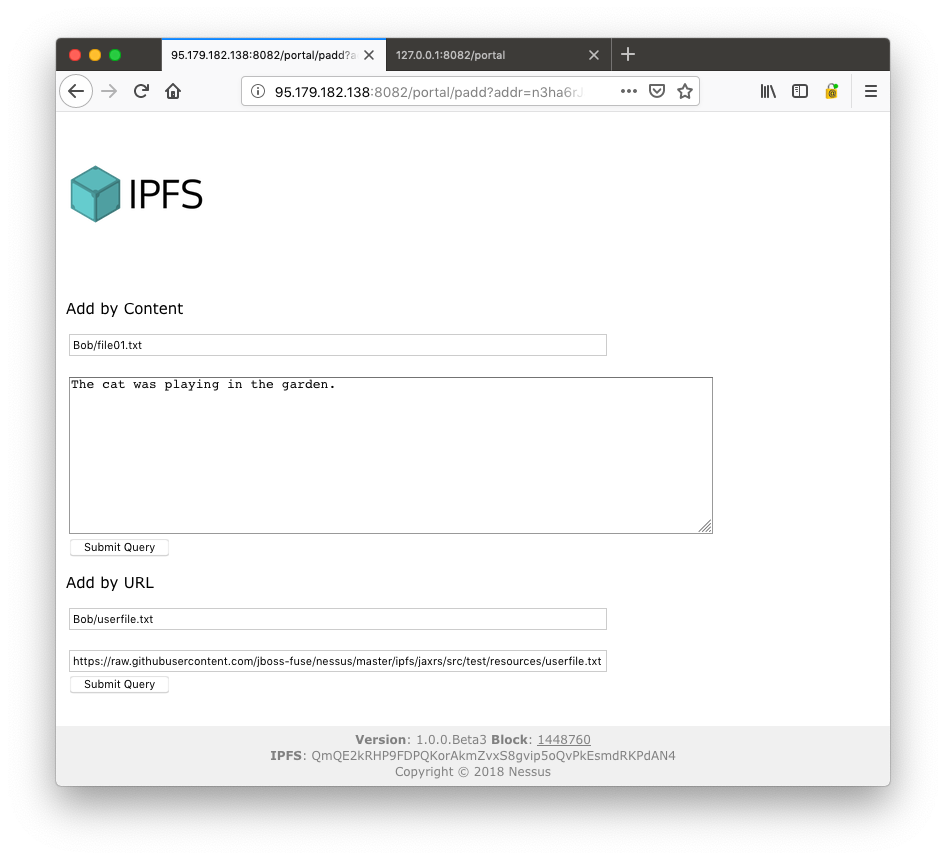 95.179.182.138:8082/portal/padd?a
127.0.0.1:8082/portal
95.179.182.138:8082/portal/padd?addr=n3ha6rJ
IPFS
Add by Content
Bob/file01.txt
The cat was playing in the garden.
Submit Query
Add by URL
Bob/userfile.txt
https://raw.githubusercontent.com/jboss-fuse/nessus/master/ipfs/jaxrs/src/test/resources/userfile.txt
Submit Query
Version: 1.0.0.Beta3 Block: 1448760
IPFS: QmQE2kRHP9FDPQKorAkmZvxS8gvip5oQvPkEsmdRKPdAN4
Copyright © 2018 Nessus